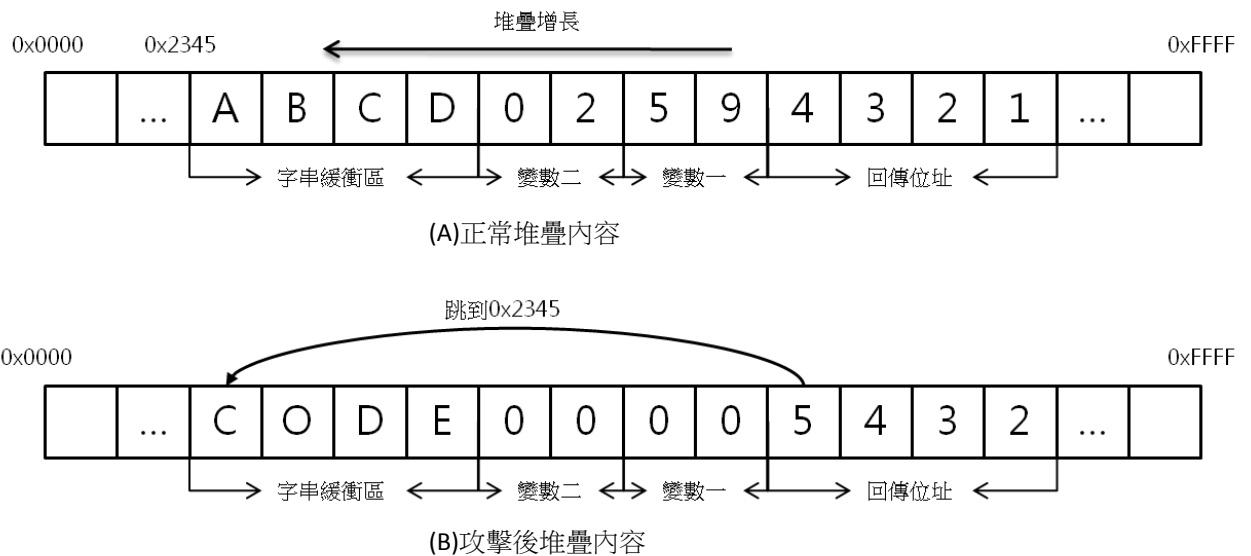 堆疊增長
0x0000 0x2345 0xFFFF
... A B C D 0 2 5 9 4 3 2 1 ...
字串緩衝區 變數二 變數一 回傳位址
(A)正常堆疊內容
跳到0x2345
0x0000 0xFFFF
... C O D E 0 0 0 0 5 4 3 2 ...
字串緩衝區 變數二 變數一 回傳位址
(B)攻擊後堆疊內容